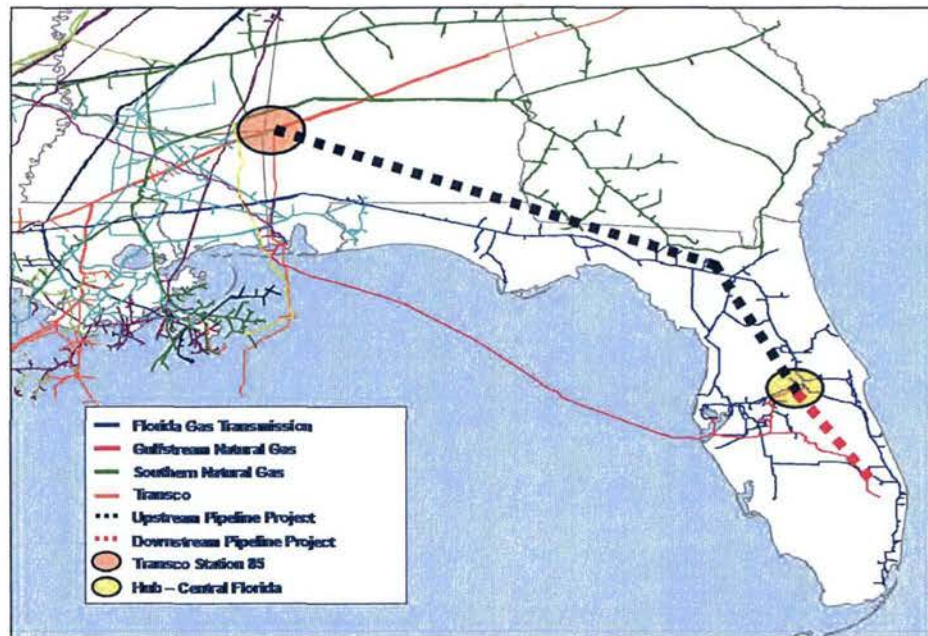 Florida Gas Transmission
Gulfstream Natural Gas
Southern Natural Gas
Transco
Upstream Pipeline Project
Downstream Pipeline Project
Transco Station 85
Hub – Central Florida